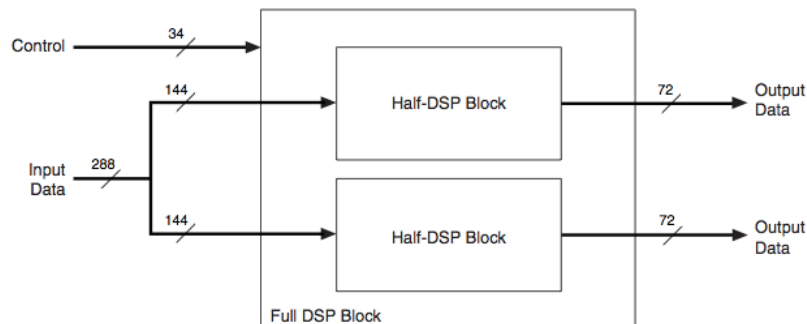 Control
34
144
Half-DSP Block
72
Output
Data
Input
Data
288
144
Half-DSP Block
72
Output
Data
Full DSP Block